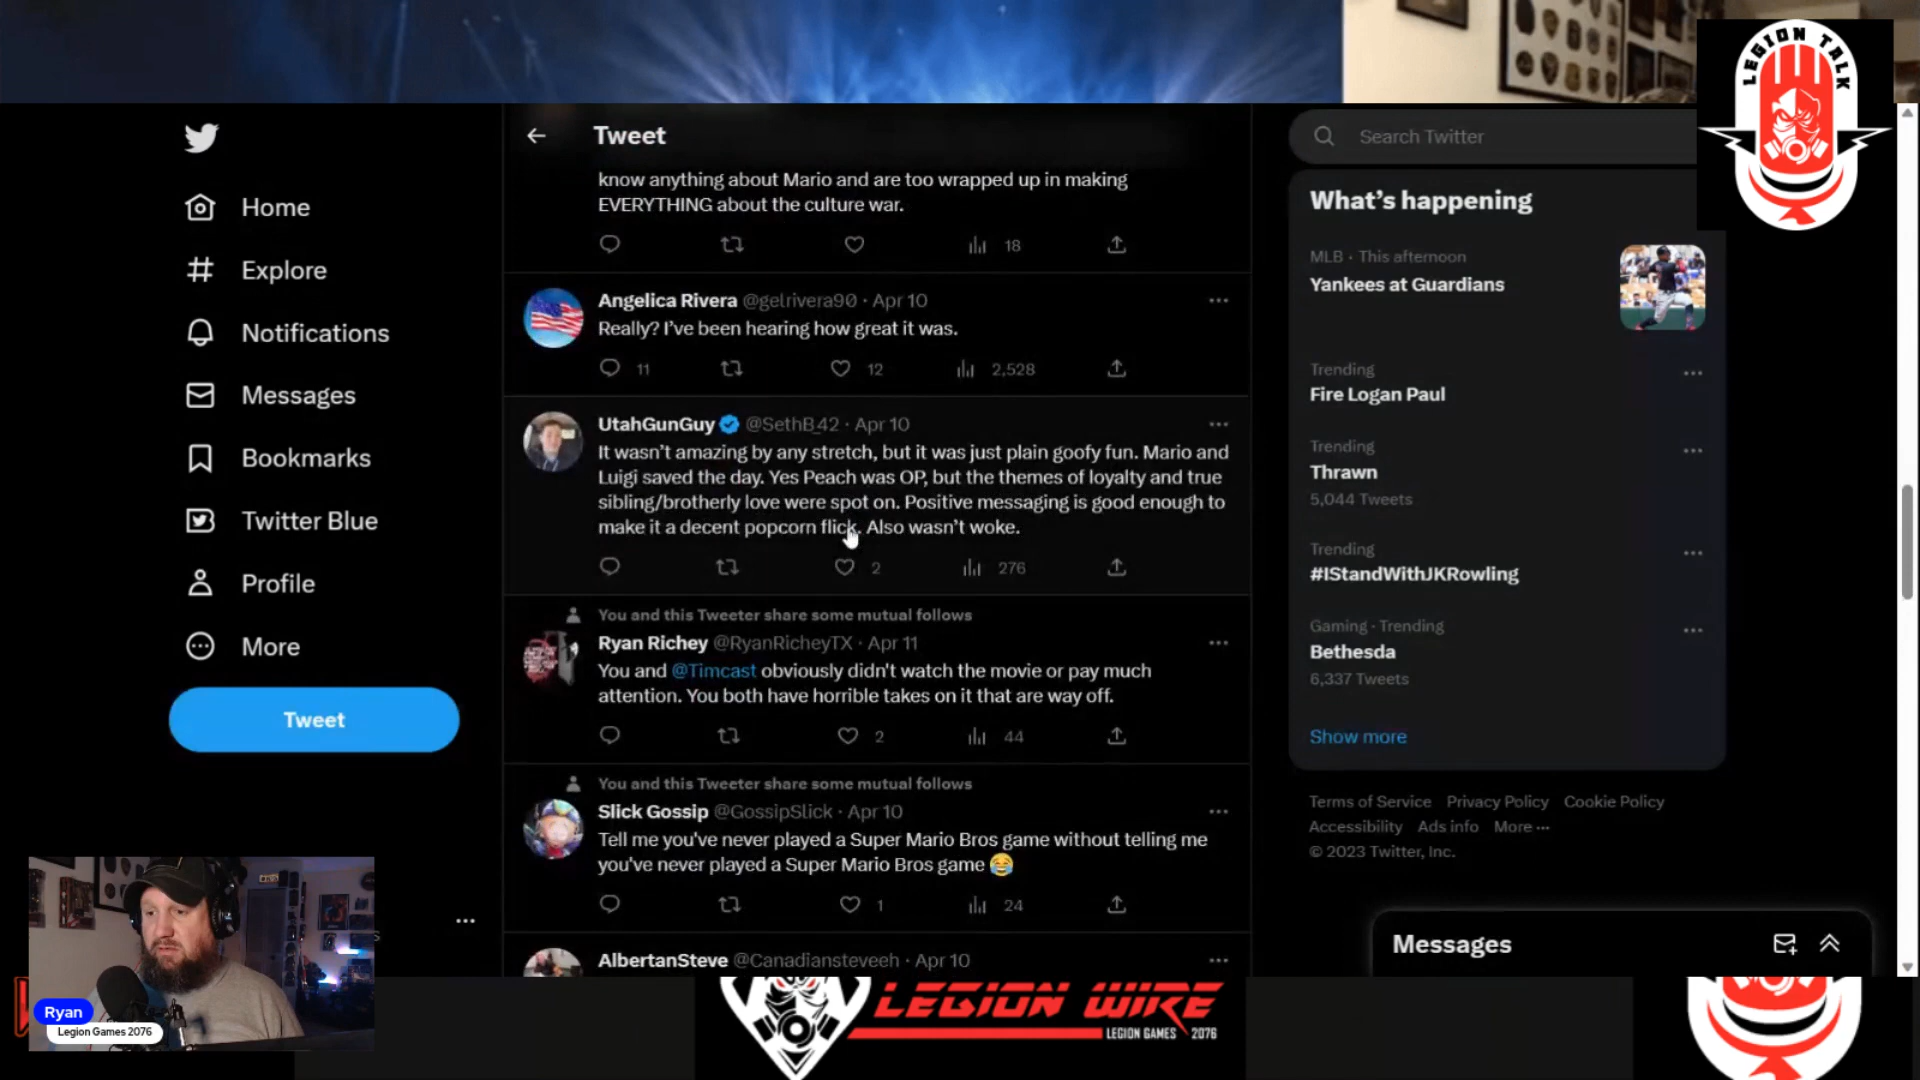 LEGION TALK
Home
Explore
Notifications
Messages
Bookmarks
Twitter Blue
Profile
More
Tweet
Tweet
know anything about Mario and are too wrapped up in making
EVERYTHING about the culture war.
18
Angelica Rivera @gelrivera90 · Apr 10
Really? I've been hearing how great it was.
11 12 2,528
UtahGunGuy @SethB_42 · Apr 10
It wasn't amazing by any stretch, but it was just plain goofy fun. Mario and
Luigi saved the day. Yes Peach was OP, but the themes of loyalty and true
sibling/brotherly love were spot on. Positive messaging is good enough to
make it a decent popcorn flick. Also wasn't woke.
2 276
You and this Tweeter share some mutual follows
Ryan Richey @RyanRicheyTX · Apr 11
You and @Timcast obviously didn't watch the movie or pay much
attention. You both have horrible takes on it that are way off.
2 44
You and this Tweeter share some mutual follows
Slick Gossip @GossipSlick · Apr 10
Tell me you've never played a Super Mario Bros game without telling me
you've never played a Super Mario Bros game 😂
1 24
AlbertanSteve @Canadiansteveeh · Apr 10
Search Twitter
What's happening
MLB · This afternoon
Yankees at Guardians
Trending
Fire Logan Paul
Trending
Thrawn
5,044 Tweets
Trending
#IStandWithJKRowling
Gaming · Trending
Bethesda
6,337 Tweets
Show more
Terms of Service Privacy Policy Cookie Policy
Accessibility Ads info More ···
© 2023 Twitter, Inc.
Messages
Ryan
Legion Games 2076
LEGION WIRE
LEGION GAMES 2076